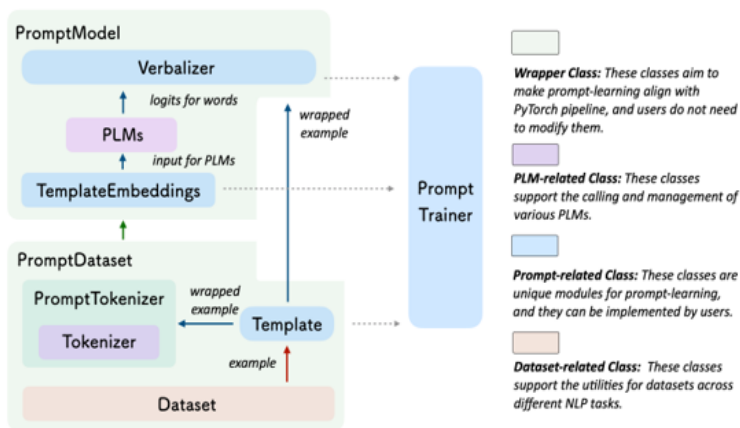 PromptModel
Verbalizer
logits for words
wrapped
example
PLMs
input for PLMs
TemplateEmbeddings
PromptDataset
PromptTokenizer
wrapped
example
Tokenizer
Template
example
Dataset
Prompt
Trainer
Wrapper Class: These classes aim to
make prompt-learning align with
PyTorch pipeline, and users do not need
to modify them.
PLM-related Class: These classes
support the calling and management of
various PLMs.
Prompt-related Class: These classes are
unique modules for prompt-learning,
and they can be implemented by users.
Dataset-related Class: These classes
support the utilities for datasets across
different NLP tasks.